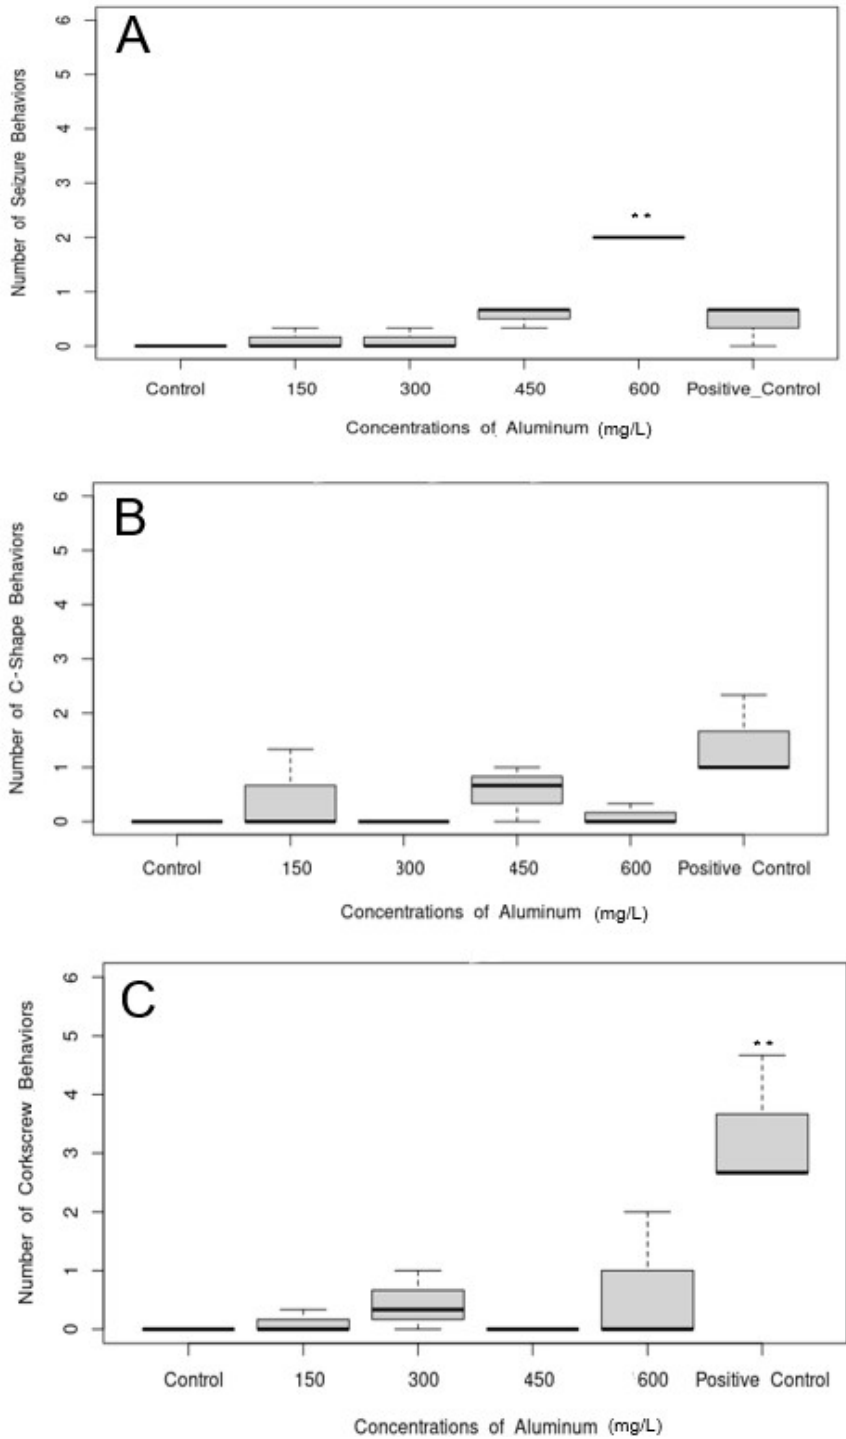 A
Number of Seizure Behaviors
6
5
4
3
2
1
0
**
Control 150 300 450 600 Positive_Control
Concentrations of Aluminum (mg/L)
B
Number of C-Shape Behaviors
6
5
4
3
2
1
0
Control 150 300 450 600 Positive Control
Concentrations of Aluminum (mg/L)
C
Number of Corkscrew Behaviors
6
5
4
3
2
1
0
**
Control 150 300 450 600 Positive Control
Concentrations of Aluminum (mg/L)